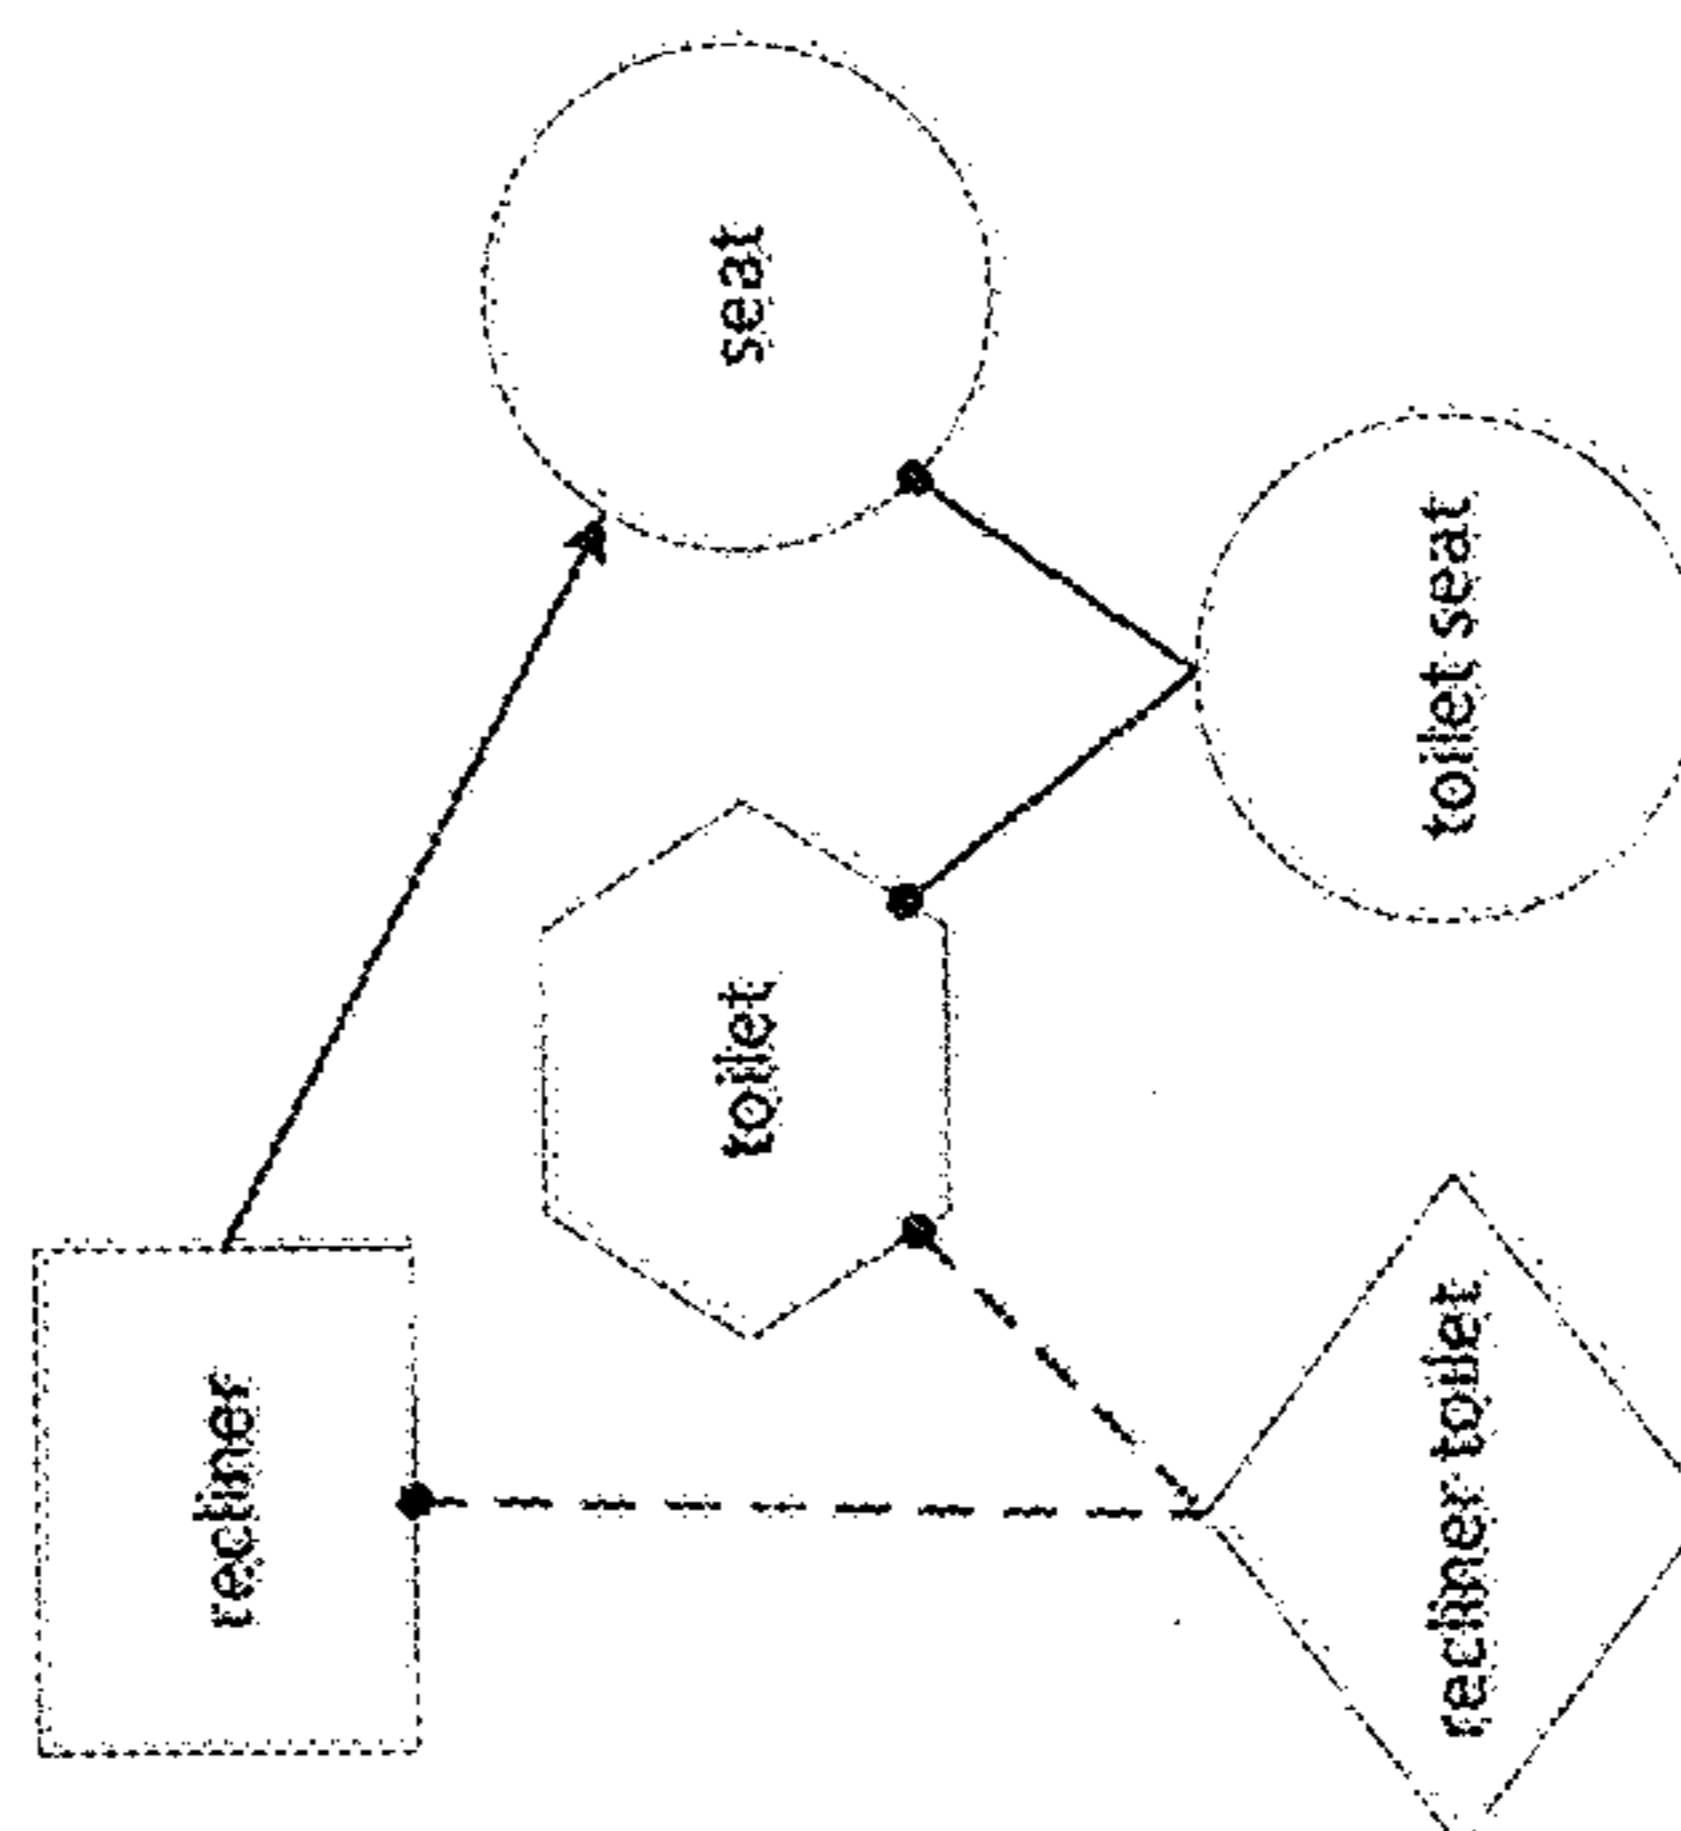 recliner
toilet
seat
recliner toilet
toilet seat